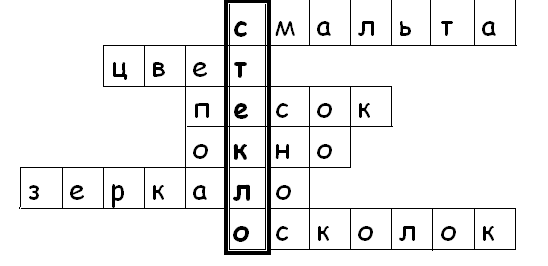 смальта
цвет
песок
окно
зеркало
осколок